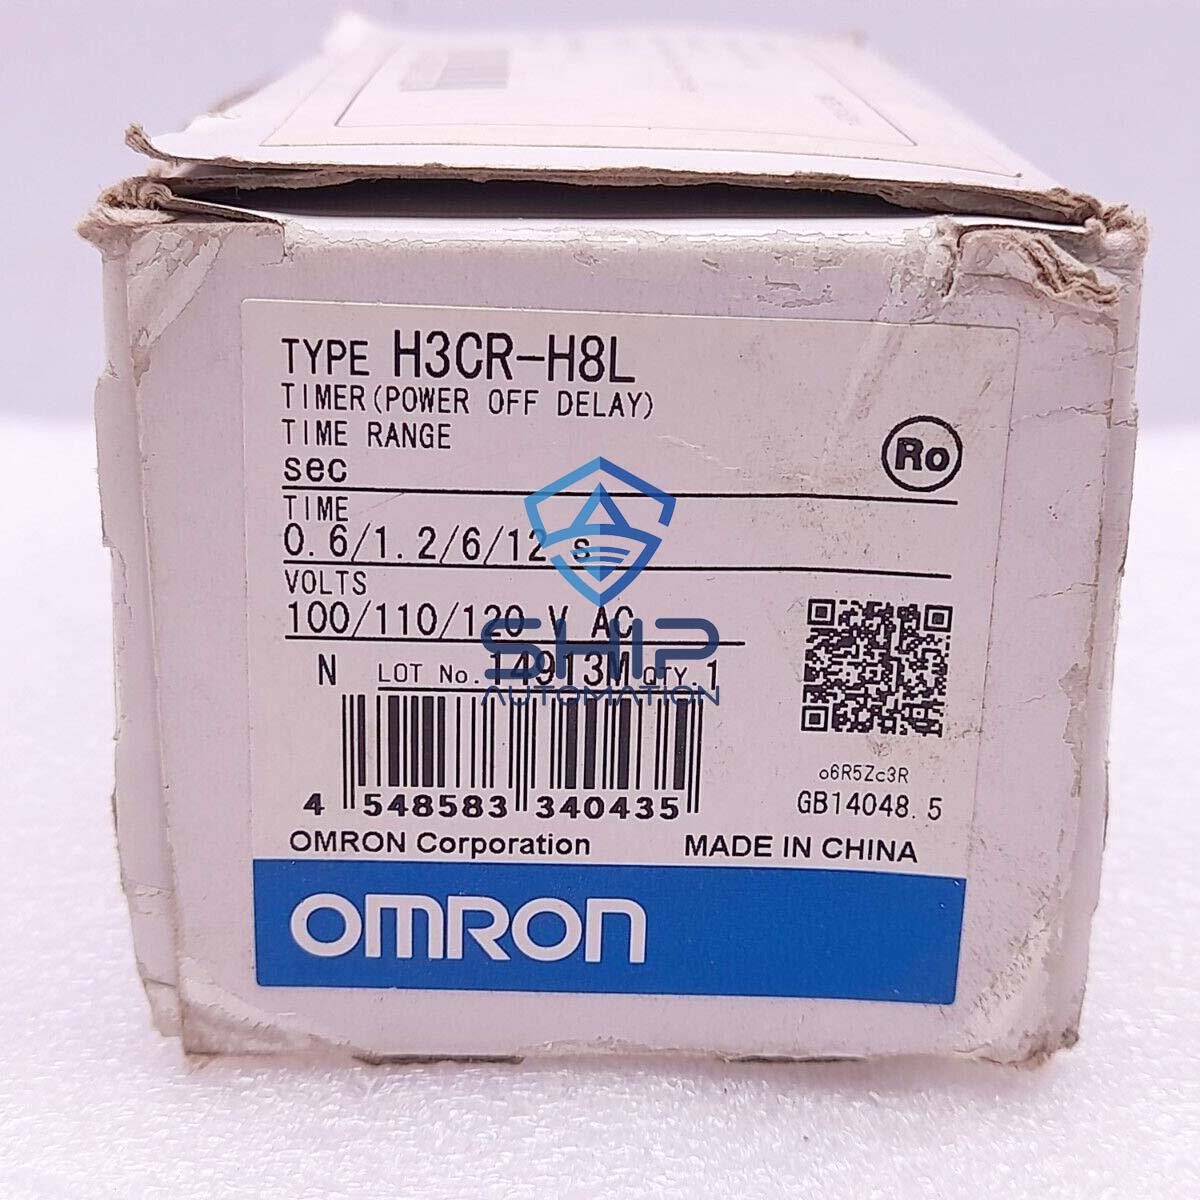 TYPE H3CR-H8L
TIMER(POWER OFF DELAY)
TIME RANGE
sec
Ro
TIME
0.6/1.2/6/12 s
VOLTS
100/110/120 V AC
SHIP
AUTOMATION
N LOT No. 14913M QTY. 1
o6R5Zc3R
4 548583 340435
GB14048.5
OMRON Corporation MADE IN CHINA
OMRON